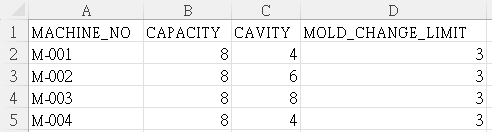 A B C D
1 MACHINE_NO CAPACITY CAVITY MOLD_CHANGE_LIMIT
2 M-001 8 4 3
3 M-002 8 6 3
4 M-003 8 8 3
5 M-004 8 4 3